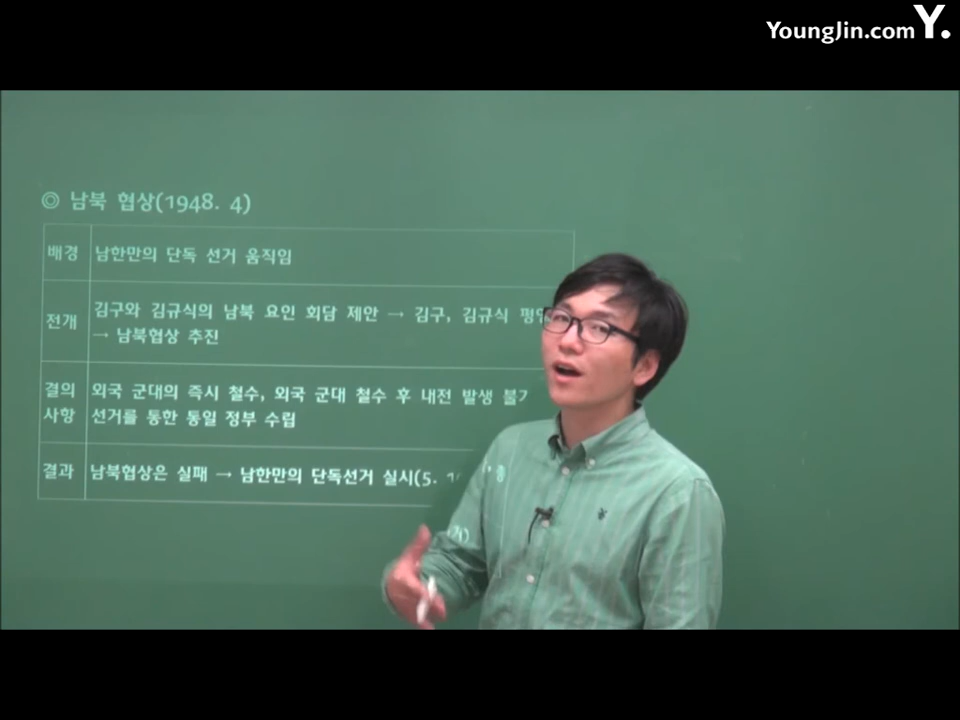 YoungJin.com Y.
◎ 남북 협상(1948. 4)
배경 남한만의 단독 선거 움직임
전개 김구와 김규식의 남북 요인 회담 제안 → 김구, 김규식
→ 남북협상 추진
결의 외국 군대의 즉시 철수, 외국 군대 철수 후 내전 발생
사항 선거를 통한 통일 정부 수립
결과 남북협상은 실패 → 남한만의 단독선거 실시(5.